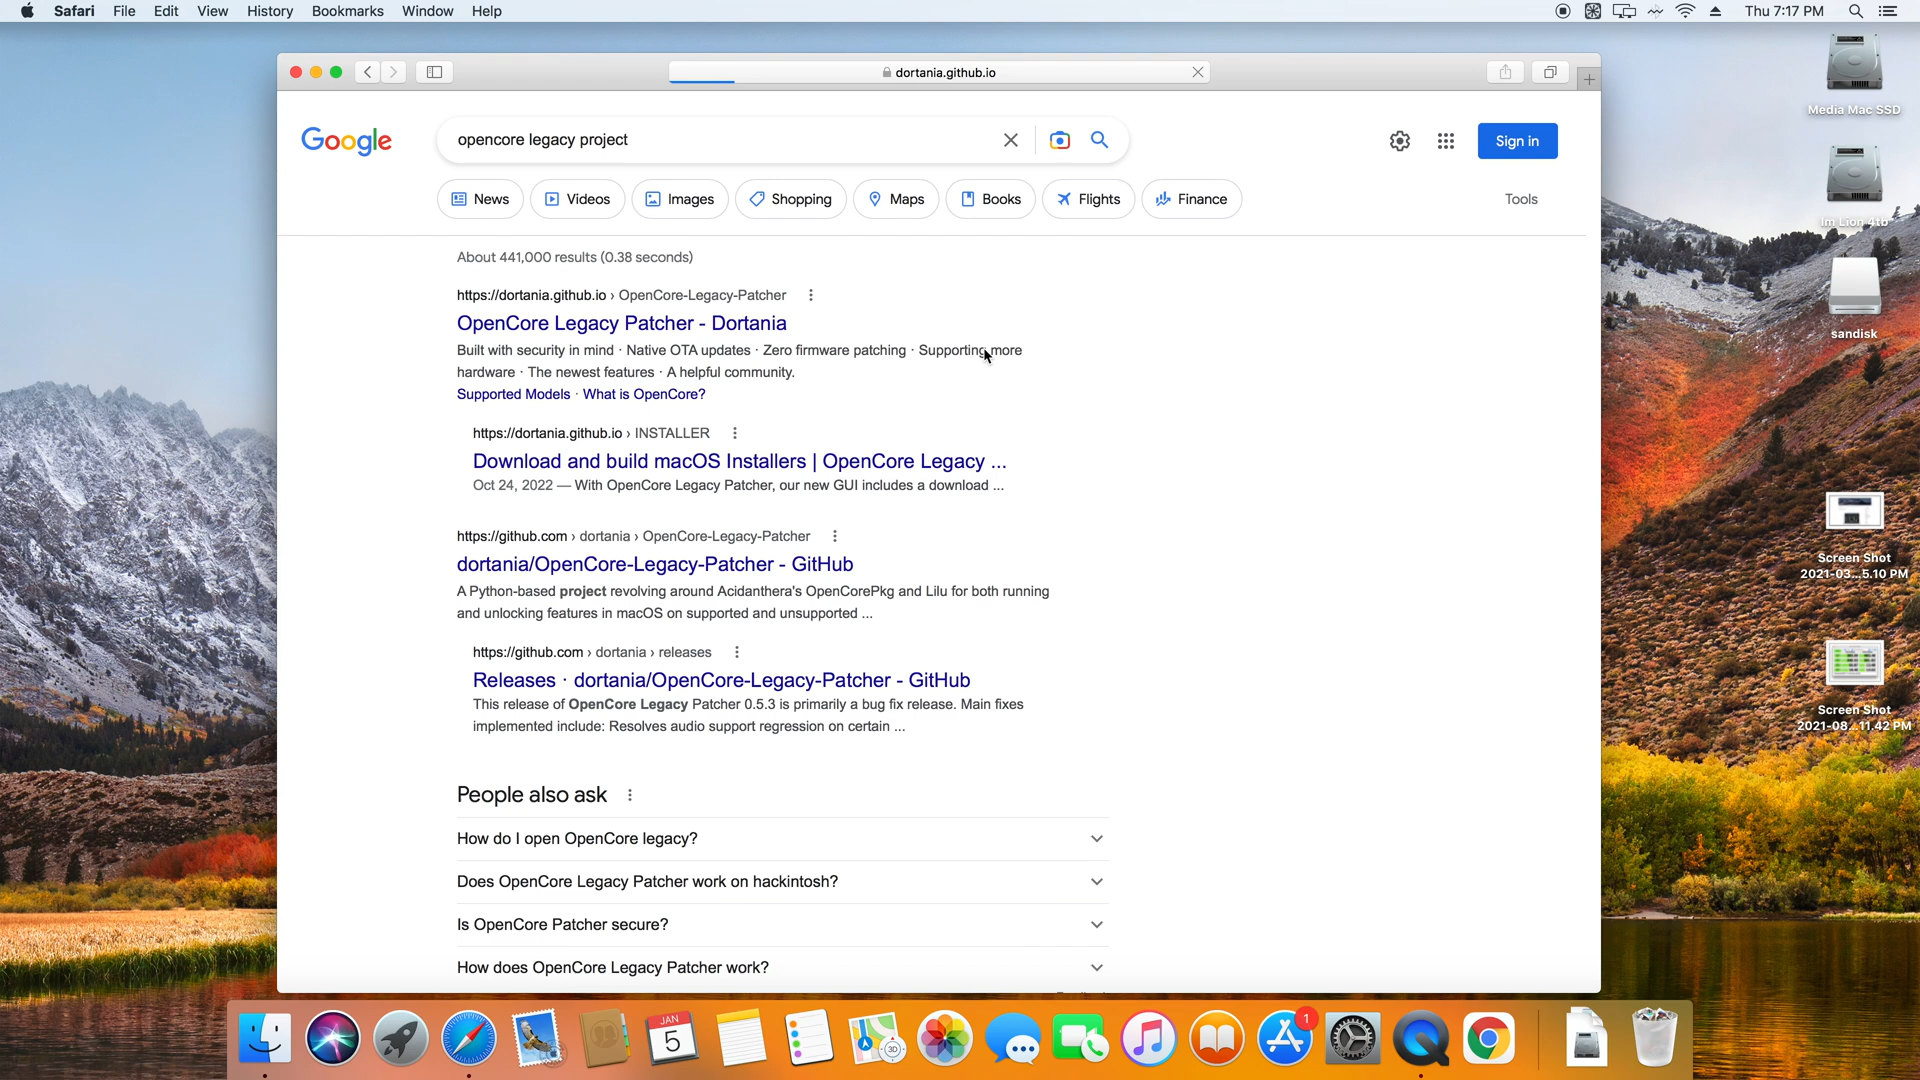 Safari File Edit View History Bookmarks Window Help
Thu 7:17 PM
dortania.github.io
Google
opencore legacy project
Sign in
News Videos Images Shopping Maps Books Flights Finance Tools
About 441,000 results (0.38 seconds)
https://dortania.github.io › OpenCore-Legacy-Patcher
OpenCore Legacy Patcher - Dortania
Built with security in mind · Native OTA updates · Zero firmware patching · Supporting more
hardware · The newest features · A helpful community.
Supported Models · What is OpenCore?
https://dortania.github.io › INSTALLER
Download and build macOS Installers | OpenCore Legacy ...
Oct 24, 2022 — With OpenCore Legacy Patcher, our new GUI includes a download ...
https://github.com › dortania › OpenCore-Legacy-Patcher
dortania/OpenCore-Legacy-Patcher - GitHub
A Python-based project revolving around Acidanthera's OpenCorePkg and Lilu for both running
and unlocking features in macOS on supported and unsupported ...
https://github.com › dortania › releases
Releases · dortania/OpenCore-Legacy-Patcher - GitHub
This release of OpenCore Legacy Patcher 0.5.3 is primarily a bug fix release. Main fixes
implemented include: Resolves audio support regression on certain ...
People also ask
How do I open OpenCore legacy?
Does OpenCore Legacy Patcher work on hackintosh?
Is OpenCore Patcher secure?
How does OpenCore Legacy Patcher work?
Media Mac SSD
Im Lion 4tb
sandisk
Screen Shot
2021-03...5.10 PM
Screen Shot
2021-08...11.42 PM
JAN
5
3D
1